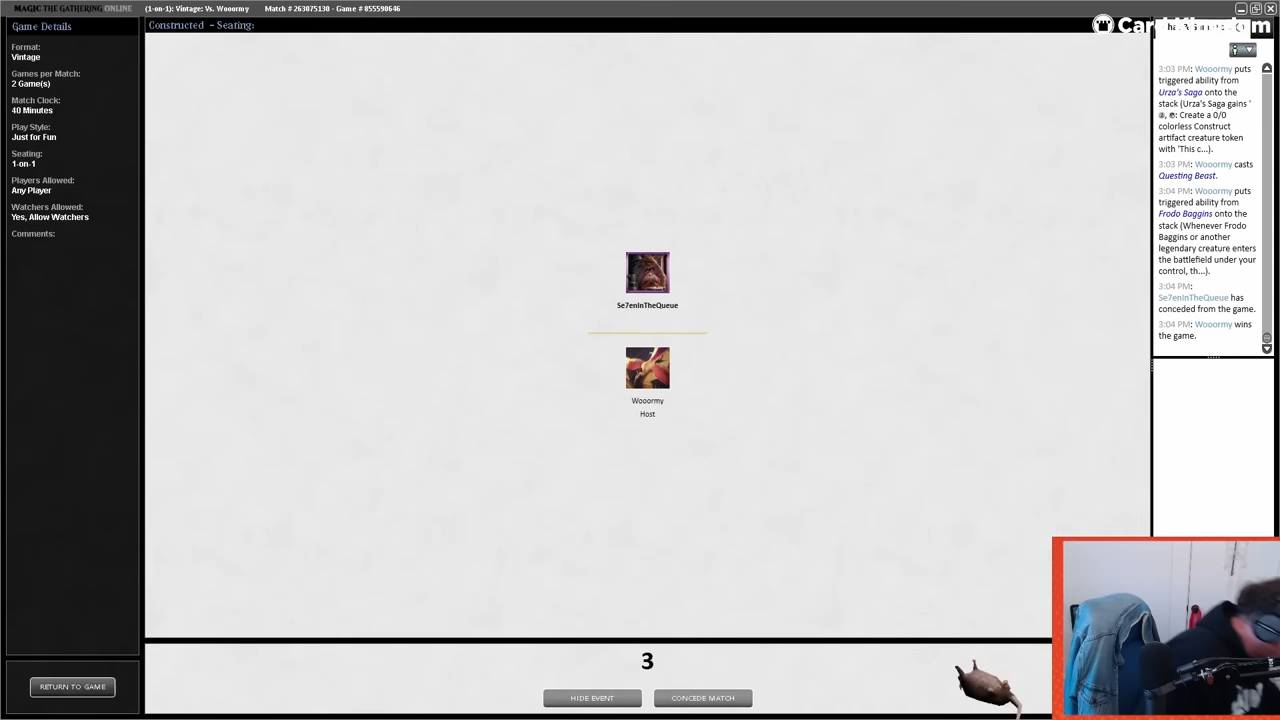 MAGIC THE GATHERING ONLINE (1-on-1): Vintage: Vs. Wooormy Match # 263075130 - Game # 855590646
Game Details
Format:
Vintage
Games per Match:
2 Game(s)
Match Clock:
40 Minutes
Play Style:
Just for Fun
Seating:
1-on-1
Players Allowed:
Any Player
Watchers Allowed:
Yes, Allow Watchers
Comments:
RETURN TO GAME
Constructed - Seating:
Se7enInTheQueue
Wooormy
Host
3
HIDE EVENT
CONCEDE MATCH
3:03 PM: Wooormy puts
triggered ability from
Urza's Saga onto the
stack (Urza's Saga gains '
, : Create a 0/0
colorless Construct
artifact creature token
with 'This c...).
3:03 PM: Wooormy casts
Questing Beast.
3:04 PM: Wooormy puts
triggered ability from
Frodo Baggins onto the
stack (Whenever Frodo
Baggins or another
legendary creature enters
the battlefield under your
control, th...).
3:04 PM:
Se7enInTheQueue has
conceded from the game.
3:04 PM: Wooormy wins
the game.